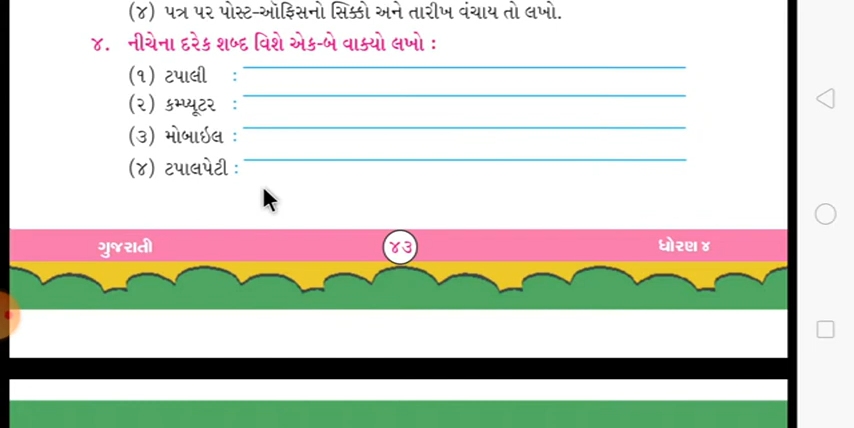 (૪) પત્ર પર પોસ્ટ-ઑફિસનો સિક્કો અને તારીખ વંચાય તો લખો.
૪. નીચેના દરેક શબ્દ વિશે એક-બે વાક્યો લખો :
(૧) ટપાલી :
(૨) કમ્પ્યૂટર :
(૩) મોબાઇલ :
(૪) ટપાલપેટી :
ગુજરાતી ૪૩ ધોરણ ૪